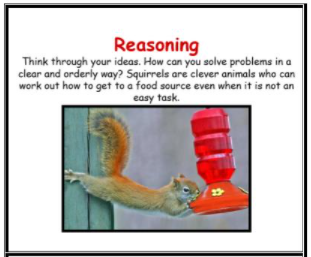 Reasoning
Think through your ideas. How can you solve problems in a
clear and orderly way? Squirrels are clever animals who can
work out how to get to a food source even when it is not an
easy task.